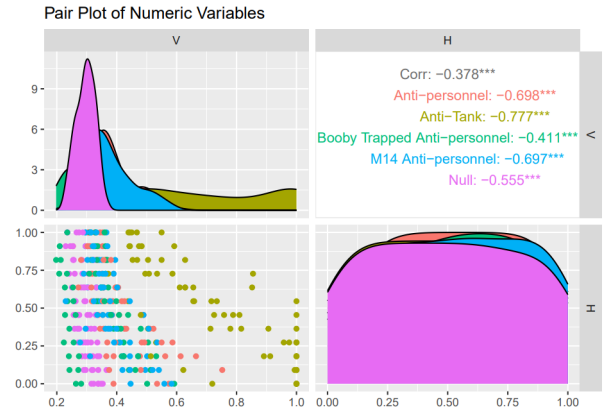 Pair Plot of Numeric Variables
V
H
9
6
3
0
Corr: −0.378***
Anti−personnel: −0.698***
Anti−Tank: −0.777***
Booby Trapped Anti−personnel: −0.411***
M14 Anti−personnel: −0.697***
Null: −0.555***
V
1.00
0.75
0.50
0.25
0.00
H
0.2
0.4
0.6
0.8
1.0
0.00
0.25
0.50
0.75
1.00